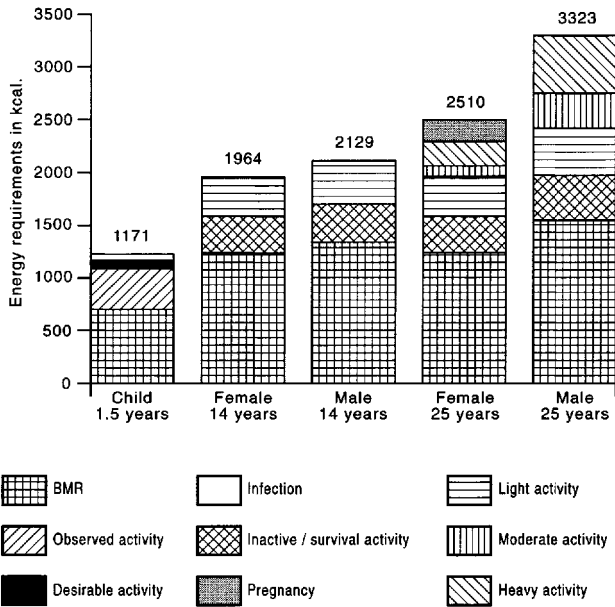 Energy requirements in kcal.
3500
3000
2500
2000
1500
1000
500
0
1171
1964
2129
2510
3323
Child
1.5 years
Female
14 years
Male
14 years
Female
25 years
Male
25 years
BMR
Infection
Light activity
Observed activity
Inactive / survival activity
Moderate activity
Desirable activity
Pregnancy
Heavy activity